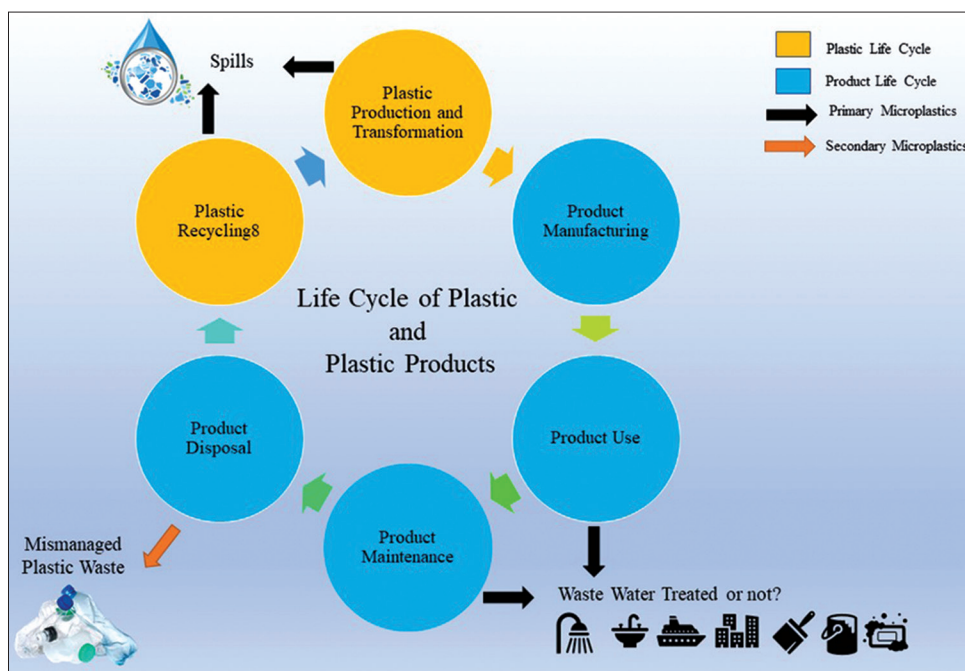 Spills
Plastic
Production and
Transformation
Plastic Life Cycle
Product Life Cycle
Primary Microplastics
Secondary Microplastics
Plastic
Recycling8
Product
Manufacturing
Life Cycle of Plastic
and
Plastic Products
Product
Disposal
Product Use
Product
Maintenance
Mismanaged
Plastic Waste
Waste Water Treated or not?